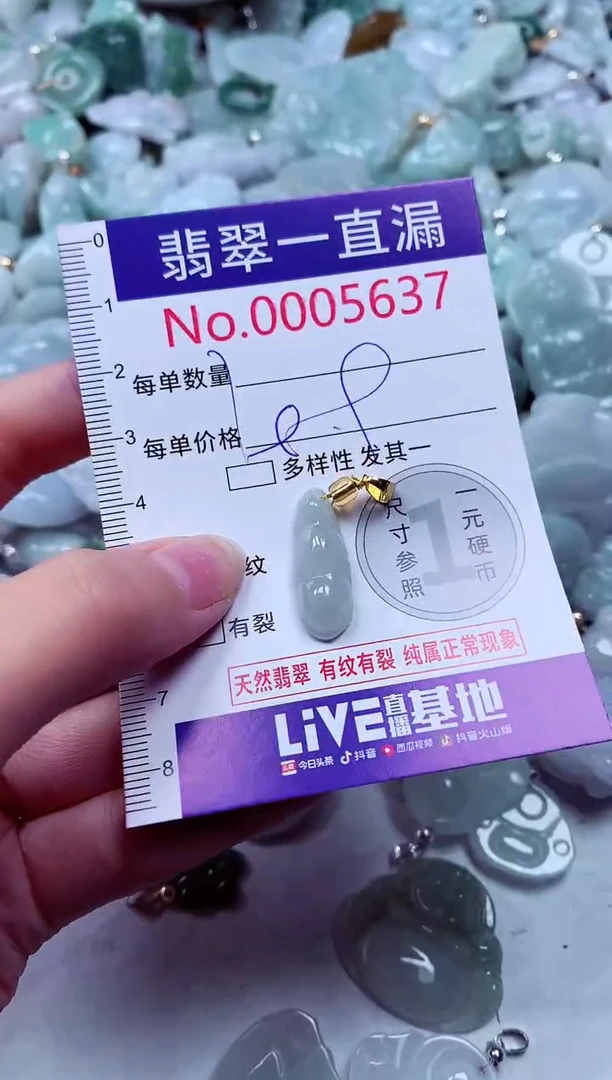 0
翡翠一直漏
1
No.0005637
2
每单数量
3
每单价格
多样性 发其一
4
尺寸参照
1
一元硬币
纹
有裂
天然翡翠 有纹有裂 纯属正常现象
7
LiVE直播基地
8
头条 今日头条 抖音 西瓜视频 抖音火山版